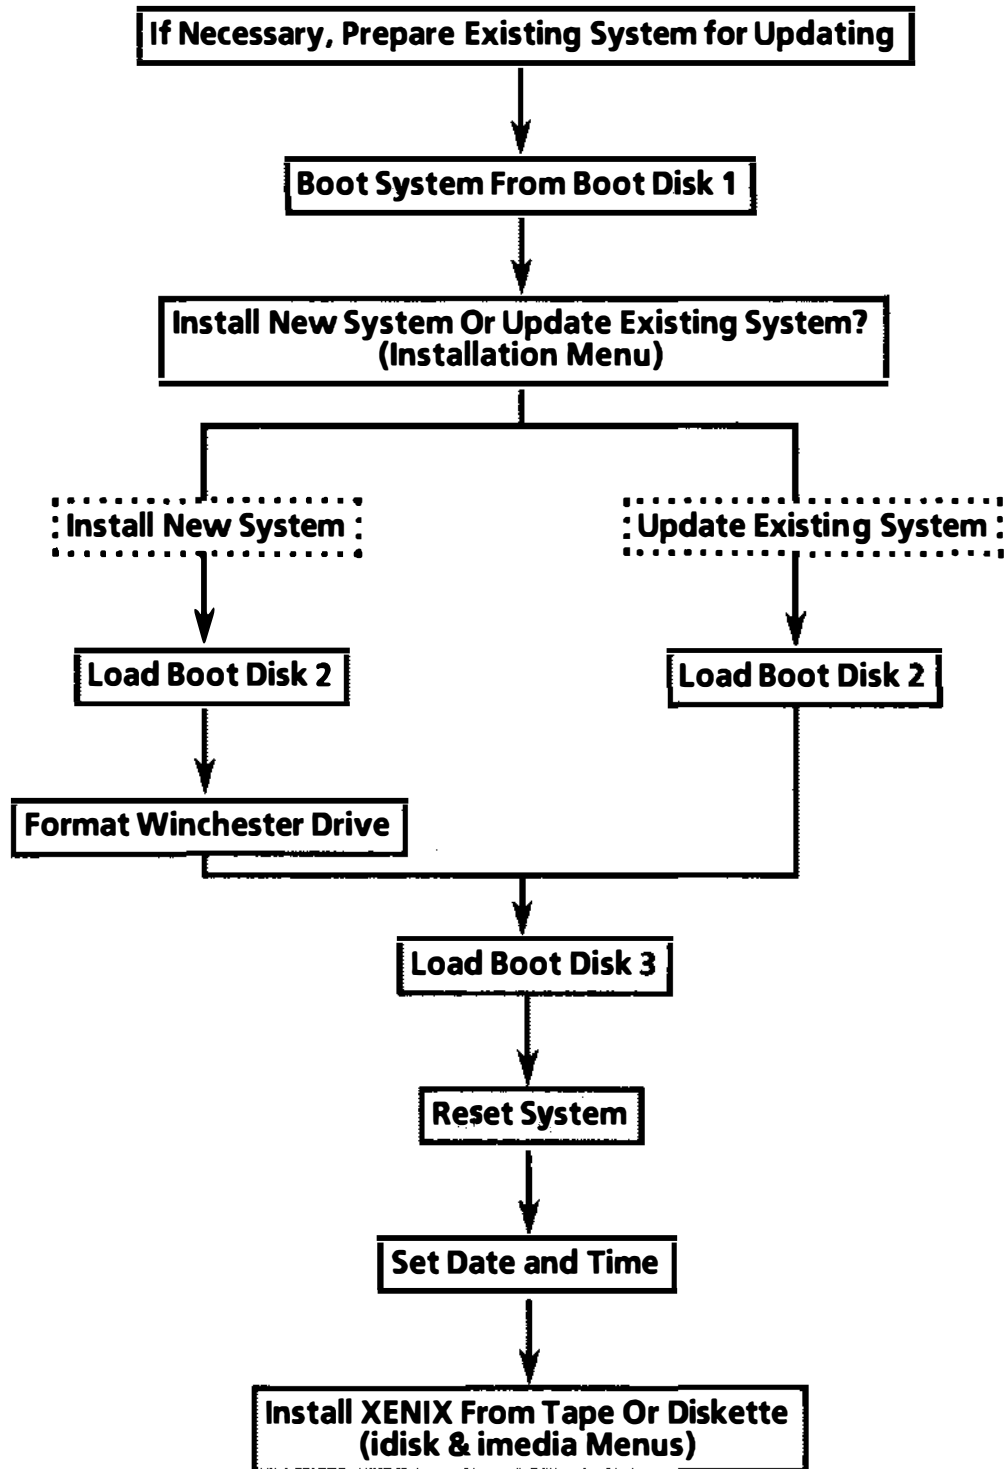 If Necessary, Prepare Existing System for Updating
Boot System From Boot Disk 1
Install New System Or Update Existing System?
(Installation Menu)
Install New System
Update Existing System
Load Boot Disk 2
Load Boot Disk 2
Format Winchester Drive
Load Boot Disk 3
Reset System
Set Date and Time
Install XENIX From Tape Or Diskette
(idisk & imedia Menus)